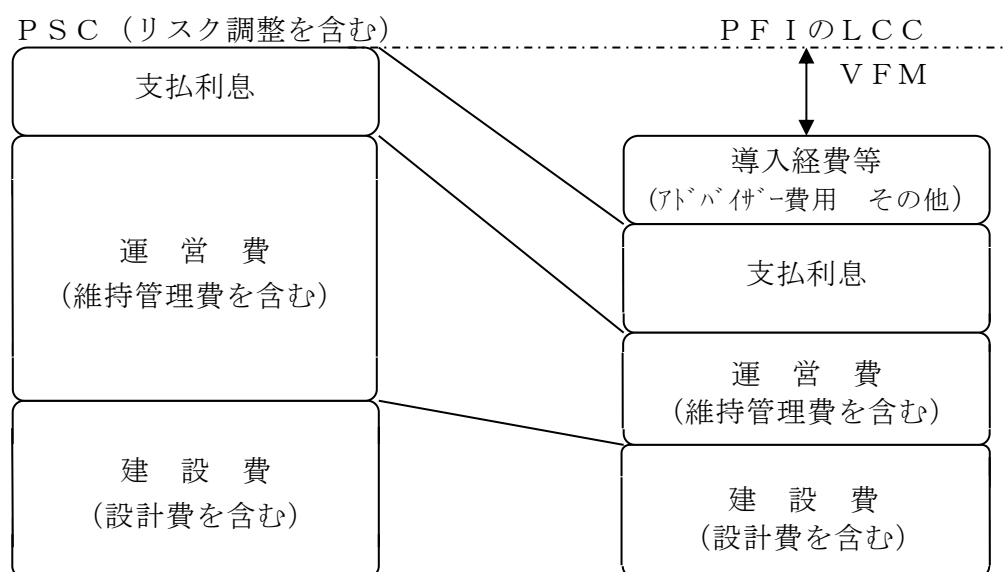 ＰＳＣ（リスク調整を含む）
支払利息
運　営　費
（維持管理費を含む）
建　設　費
（設計費を含む）
ＰＦＩのＬＣＣ
ＶＦＭ
導入経費等
（ｱﾄﾞﾊﾞｲｻﾞｰ費用　その他）
支払利息
運　営　費
（維持管理費を含む）
建　設　費
（設計費を含む）